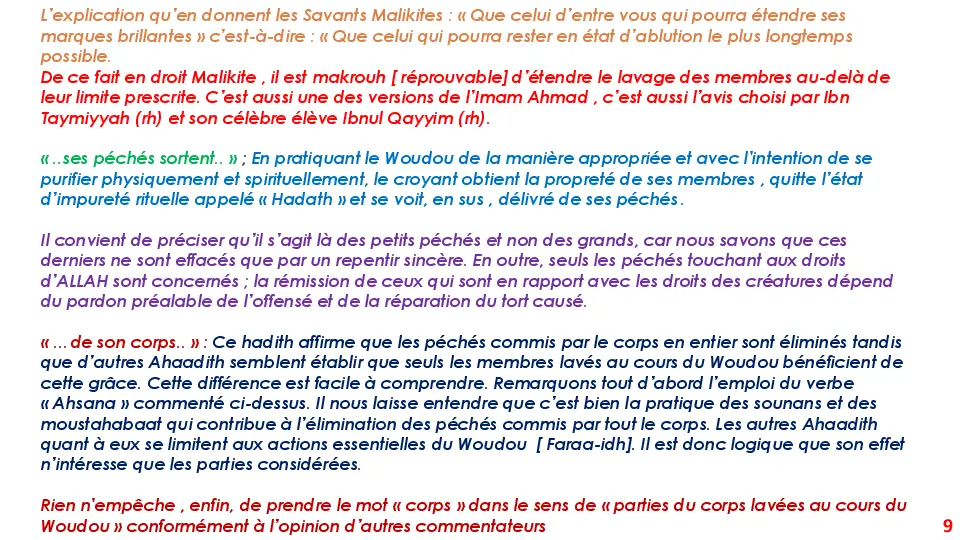 L’explication qu’en donnent les Savants Malikites : « Que celui d’entre vous qui pourra étendre ses
marques brillantes » c’est-à-dire : « Que celui qui pourra rester en état d’ablution le plus longtemps
possible.
De ce fait en droit Malikite , il est makrouh [ réprouvable] d’étendre le lavage des membres au-delà de
leur limite prescrite. C’est aussi une des versions de l’Imam Ahmad , c’est aussi l’avis choisi par Ibn
Taymiyyah (rh) et son célèbre élève Ibnul Qayyim (rh).
« ..ses péchés sortent.. » ; En pratiquant le Woudou de la manière appropriée et avec l’intention de se
purifier physiquement et spirituellement, le croyant obtient la propreté de ses membres , quitte l’état
d’impureté rituelle appelé « Hadath » et se voit, en sus , délivré de ses péchés.
Il convient de préciser qu’il s’agit là des petits péchés et non des grands, car nous savons que ces
derniers ne sont effacés que par un repentir sincère. En outre, seuls les péchés touchant aux droits
d’ALLAH sont concernés ; la rémission de ceux qui sont en rapport avec les droits des créatures dépend
du pardon préalable de l’offensé et de la réparation du tort causé.
« … de son corps.. » : Ce hadith affirme que les péchés commis par le corps en entier sont éliminés tandis
que d’autres Ahaadith semblent établir que seuls les membres lavés au cours du Woudou bénéficient de
cette grâce. Cette différence est facile à comprendre. Remarquons tout d’abord l’emploi du verbe
« Ahsana » commenté ci-dessus. Il nous laisse entendre que c’est bien la pratique des sounans et des
moustahabaat qui contribue à l’élimination des péchés commis par tout le corps. Les autres Ahaadith
quant à eux se limitent aux actions essentielles du Woudou [ Faraa-idh]. Il est donc logique que son effet
n’intéresse que les parties considérées.
Rien n’empêche , enfin, de prendre le mot « corps » dans le sens de « parties du corps lavées au cours du
Woudou » conformément à l’opinion d’autres commentateurs
9